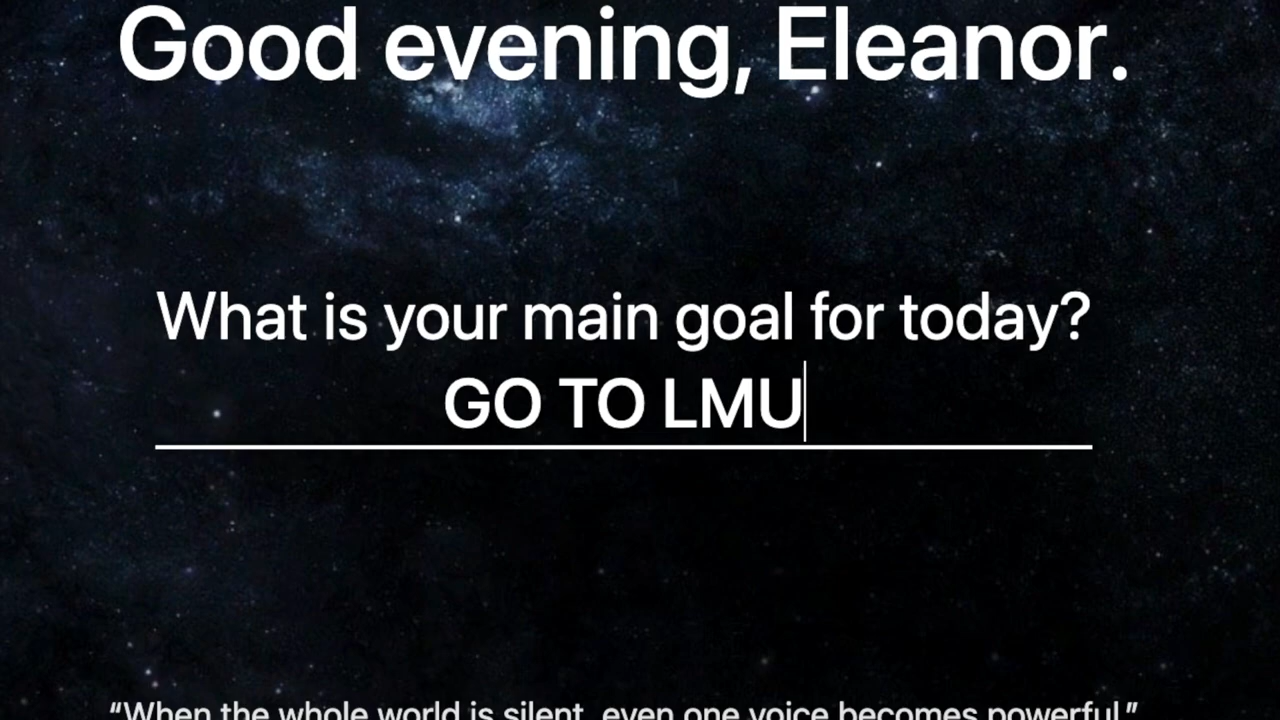 Good evening, Eleanor.
What is your main goal for today?
GO TO LMU
“When the whole world is silent, even one voice becomes powerful.”